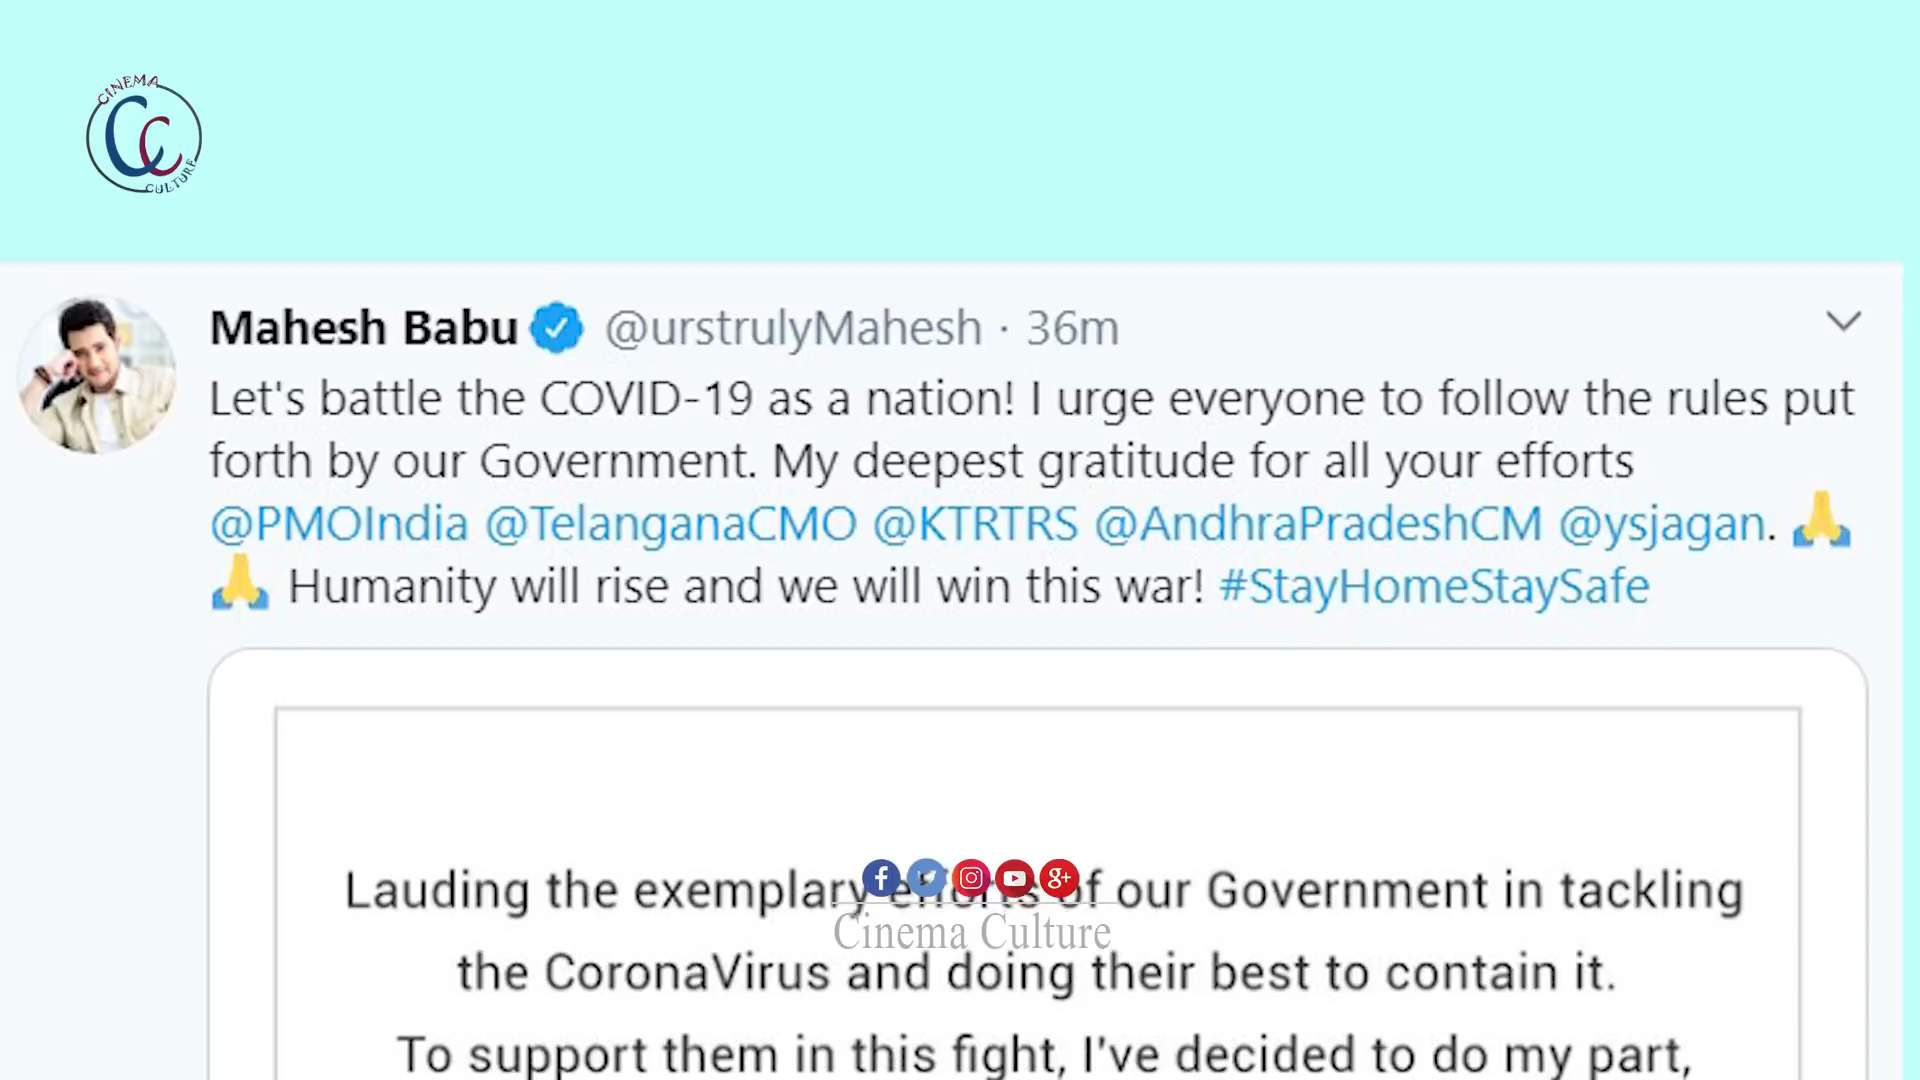 CINEMA
CC
CULTURE
Mahesh Babu @urstrulyMahesh · 36m
Let's battle the COVID-19 as a nation! I urge everyone to follow the rules put
forth by our Government. My deepest gratitude for all your efforts
@PMOIndia @TelanganaCMO @KTRTRS @AndhraPradeshCM @ysjagan. 🙏
🙏 Humanity will rise and we will win this war! #StayHomeStaySafe
Lauding the exemplary efforts of our Government in tackling
Cinema Culture
the CoronaVirus and doing their best to contain it.
To support them in this fight, I've decided to do my part,